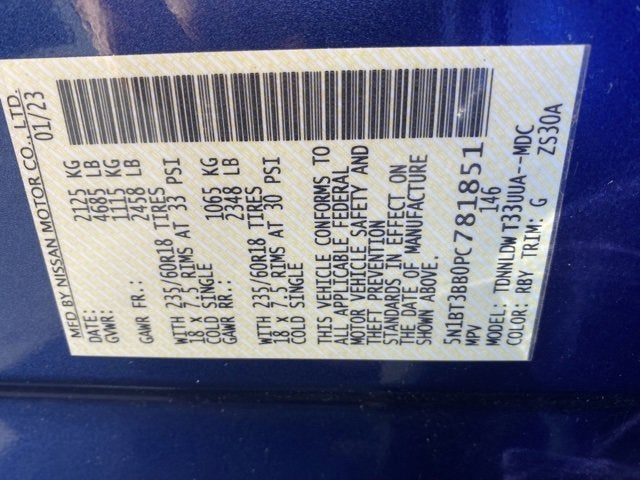 MFD BY NISSAN MOTOR CO., LTD.
DATE: 01/23
GVWR: 2125 KG
4685 LB
GAWR FR.: 1115 KG
2458 LB
WITH 235/60R18 TIRES
18 X 7.5 RIMS AT 33 PSI
COLD SINGLE
GAWR RR.: 1065 KG
2348 LB
WITH 235/60R18 TIRES
18 X 7.5 RIMS AT 30 PSI
COLD SINGLE
THIS VEHICLE CONFORMS TO
ALL APPLICABLE FEDERAL
MOTOR VEHICLE SAFETY AND
THEFT PREVENTION
STANDARDS IN EFFECT ON
THE DATE OF MANUFACTURE
SHOWN ABOVE.
5N1BT3BB0PC781851
MPV 146
MODEL: TDNNLDWT33UUA--MDC
COLOR: RBY TRIM: G ZS30A